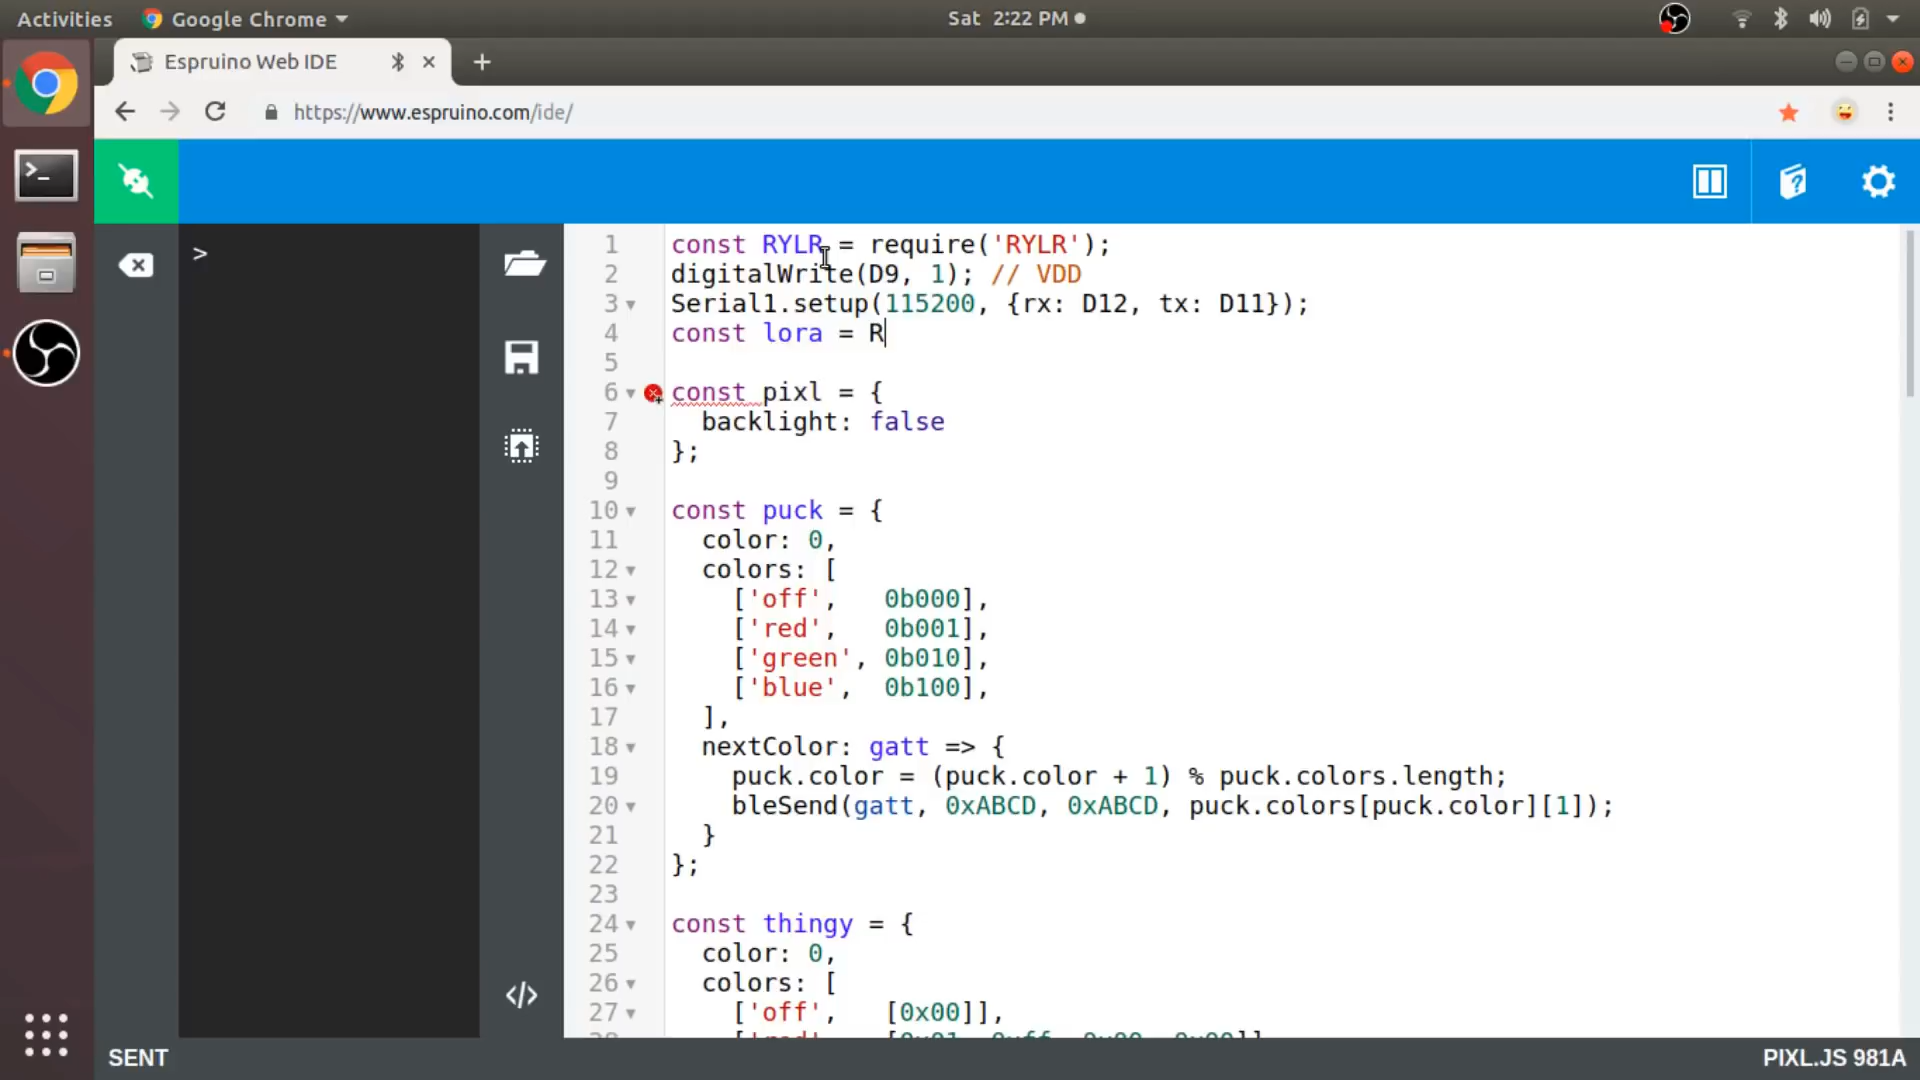 Activities Google Chrome Sat 2:22 PM
Espruino Web IDE
https://www.espruino.com/ide/
>
1 const RYLR = require('RYLR');
2 digitalWrite(D9, 1); // VDD
3 Serial1.setup(115200, {rx: D12, tx: D11});
4 const lora = R
5
6 const pixl = {
7 backlight: false
8 };
9
10 const puck = {
11 color: 0,
12 colors: [
13 ['off', 0b000],
14 ['red', 0b001],
15 ['green', 0b010],
16 ['blue', 0b100],
17 ],
18 nextColor: gatt => {
19 puck.color = (puck.color + 1) % puck.colors.length;
20 bleSend(gatt, 0xABCD, 0xABCD, puck.colors[puck.color][1]);
21 }
22 };
23
24 const thingy = {
25 color: 0,
26 colors: [
27 ['off', [0x00]],
SENT PIXL.JS 981A